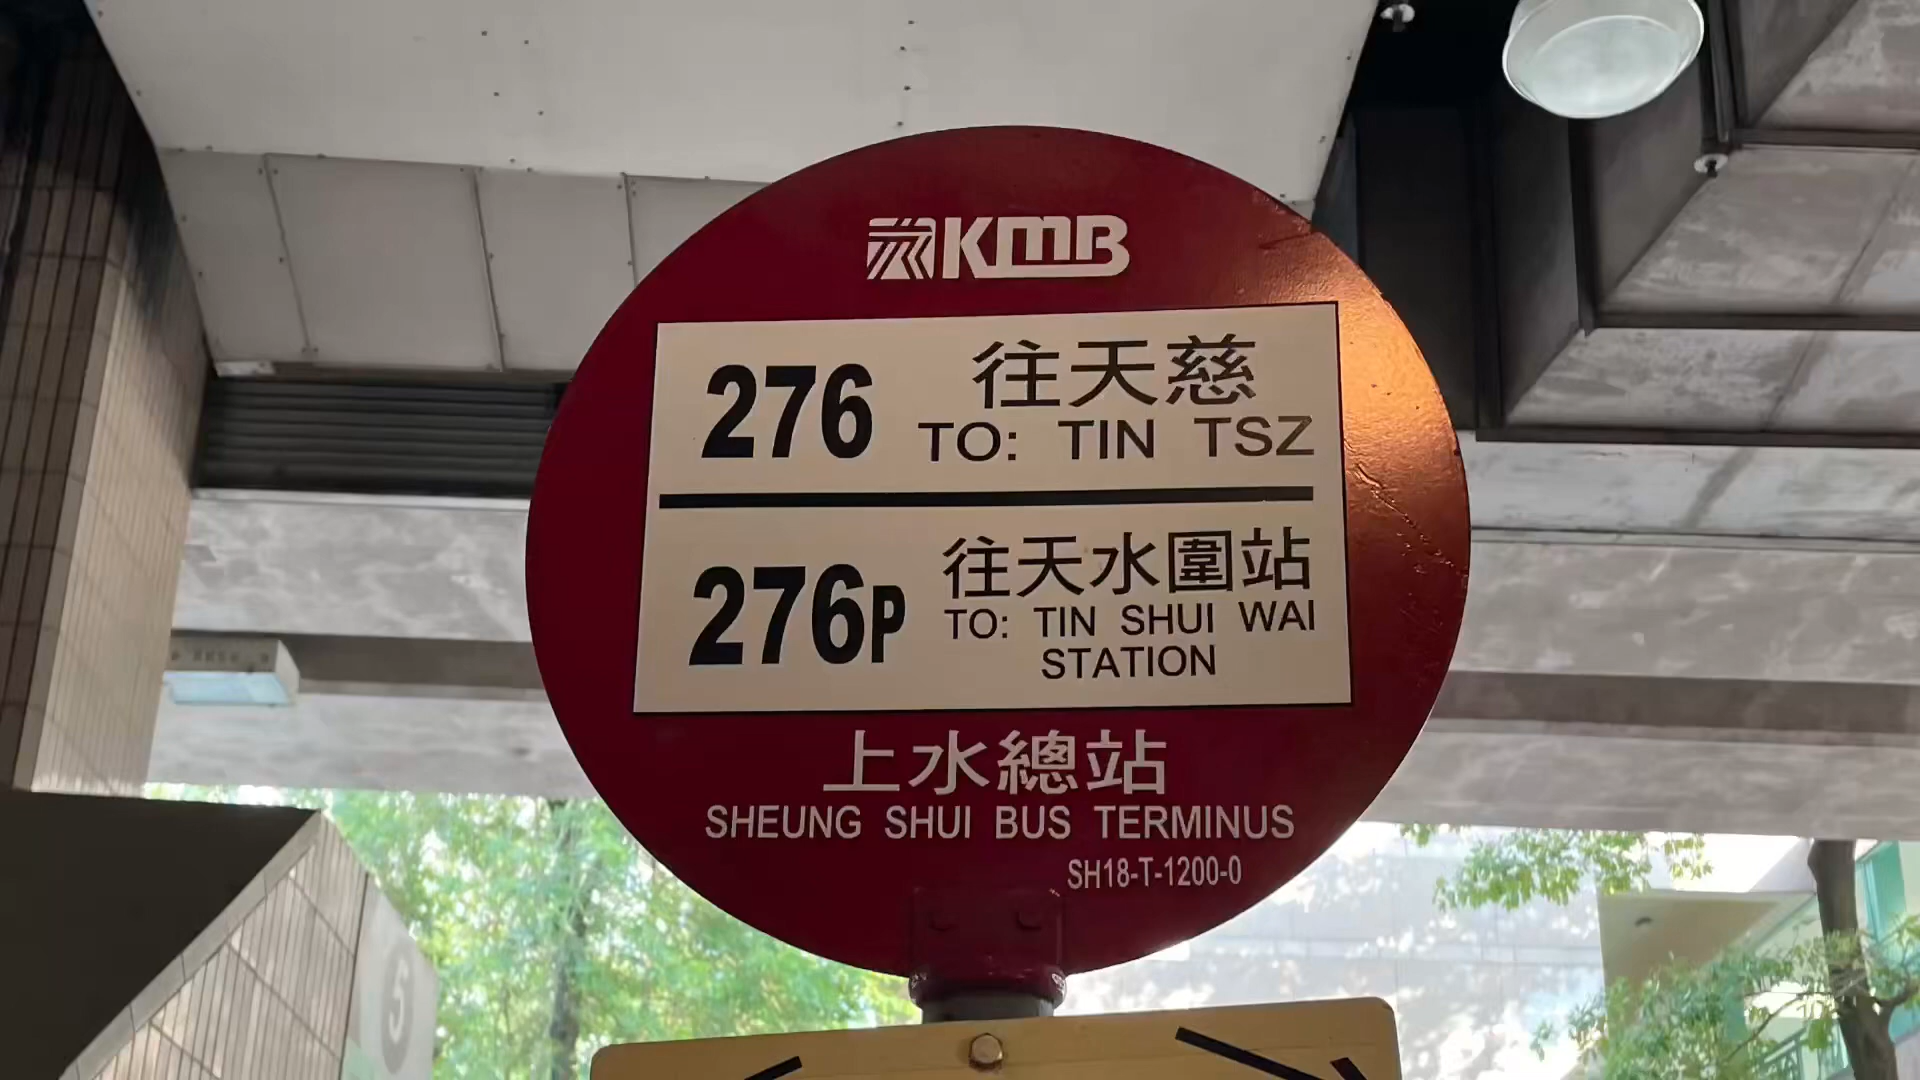 KMB
276 往天慈
TO: TIN TSZ
276P 往天水圍站
TO: TIN SHUI WAI
STATION
上水總站
SHEUNG SHUI BUS TERMINUS
SH18-T-1200-0
5